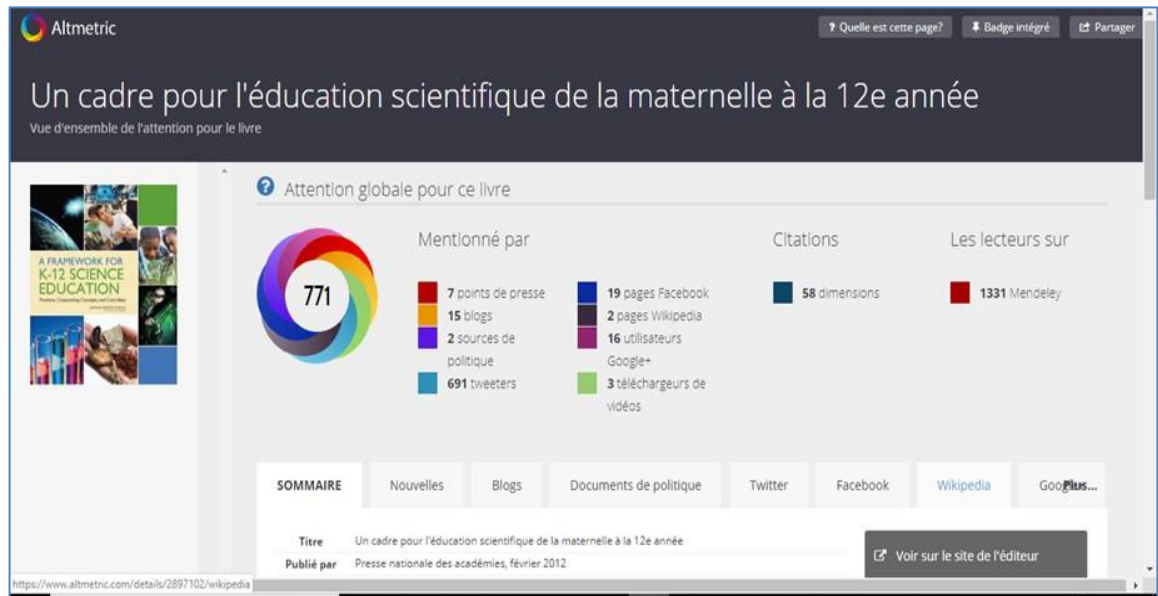 Altmetric
? Quelle est cette page?
Badge intégré
Partager
Un cadre pour l'éducation scientifique de la maternelle à la 12e année
Vue d'ensemble de l'attention pour le livre
A FRAMEWORK FOR
K-12 SCIENCE
EDUCATION
Practices, Crosscutting Concepts, and Core Ideas
? Attention globale pour ce livre
771
Mentionné par
7 points de presse
15 blogs
2 sources de
politique
691 tweeters
19 pages Facebook
2 pages Wikipedia
16 utilisateurs
Google+
3 téléchargeurs de
vidéos
Citations
58 dimensions
Les lecteurs sur
1331 Mendeley
SOMMAIRE
Nouvelles
Blogs
Documents de politique
Twitter
Facebook
Wikipedia
Plus...
Titre Un cadre pour l'éducation scientifique de la maternelle à la 12e année
Publié par Presse nationale des académies, février 2012
Voir sur le site de l'éditeur
https://www.altmetric.com/details/2897102/wikipedia